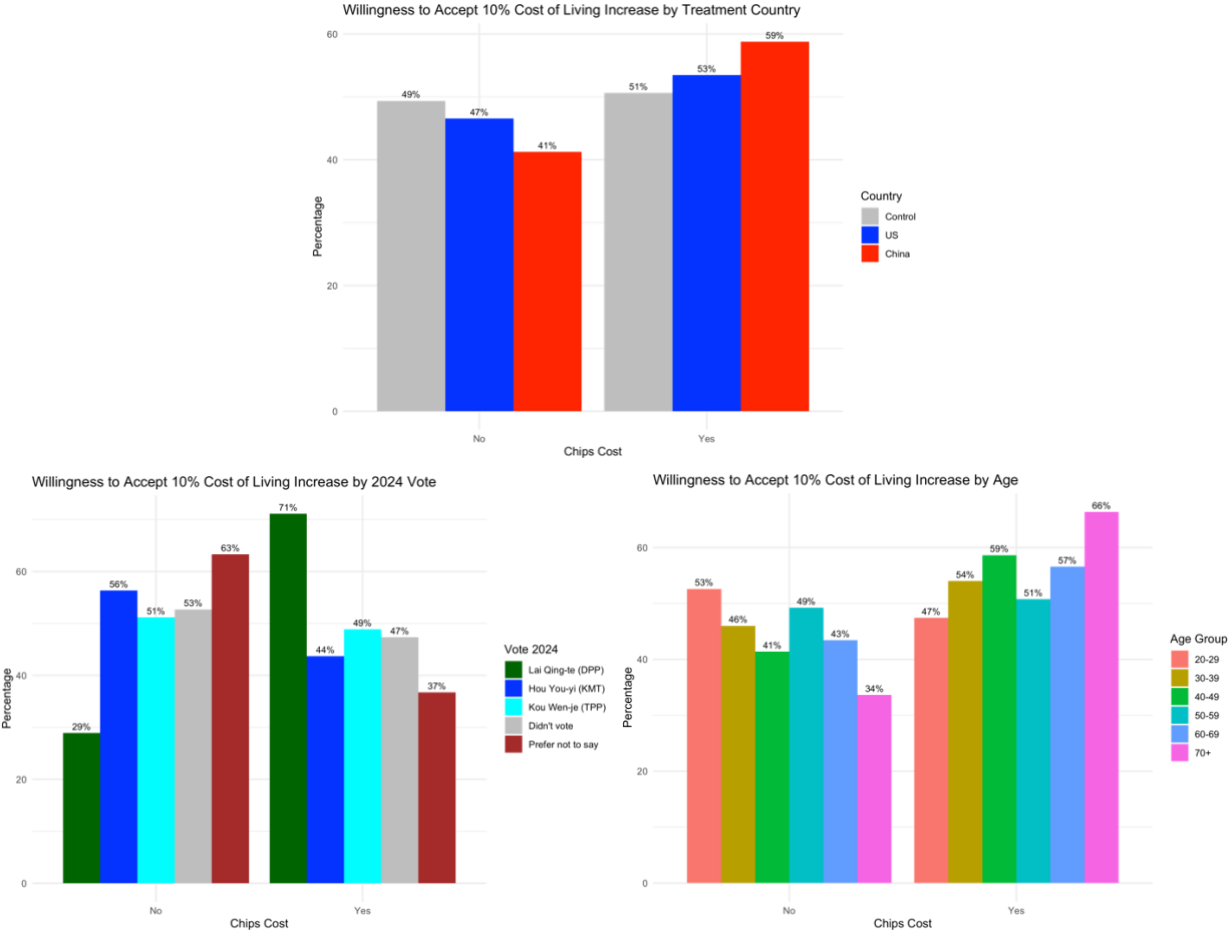 Willingness to Accept 10% Cost of Living Increase by Treatment Country
60
40
20
0
Percentage
49%
47%
41%
51%
53%
59%
No
Yes
Chips Cost
Country
Control
US
China
Willingness to Accept 10% Cost of Living Increase by 2024 Vote
60
40
20
0
Percentage
29%
56%
51%
53%
63%
71%
44%
49%
47%
37%
No
Yes
Chips Cost
Vote 2024
Lai Qing-te (DPP)
Hou You-yi (KMT)
Kou Wen-je (TPP)
Didn't vote
Prefer not to say
Willingness to Accept 10% Cost of Living Increase by Age
60
40
20
0
Percentage
53%
46%
41%
49%
43%
34%
47%
54%
59%
51%
57%
66%
No
Yes
Chips Cost
Age Group
20-29
30-39
40-49
50-59
60-69
70+